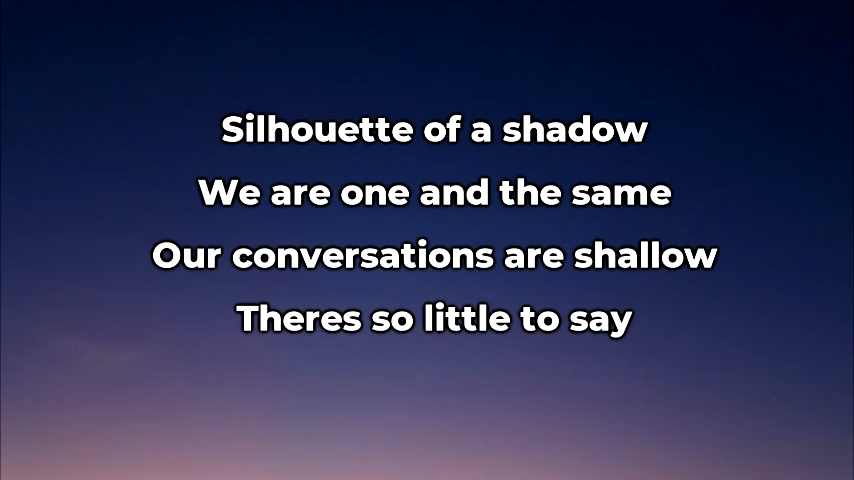 Silhouette of a shadow
We are one and the same
Our conversations are shallow
Theres so little to say